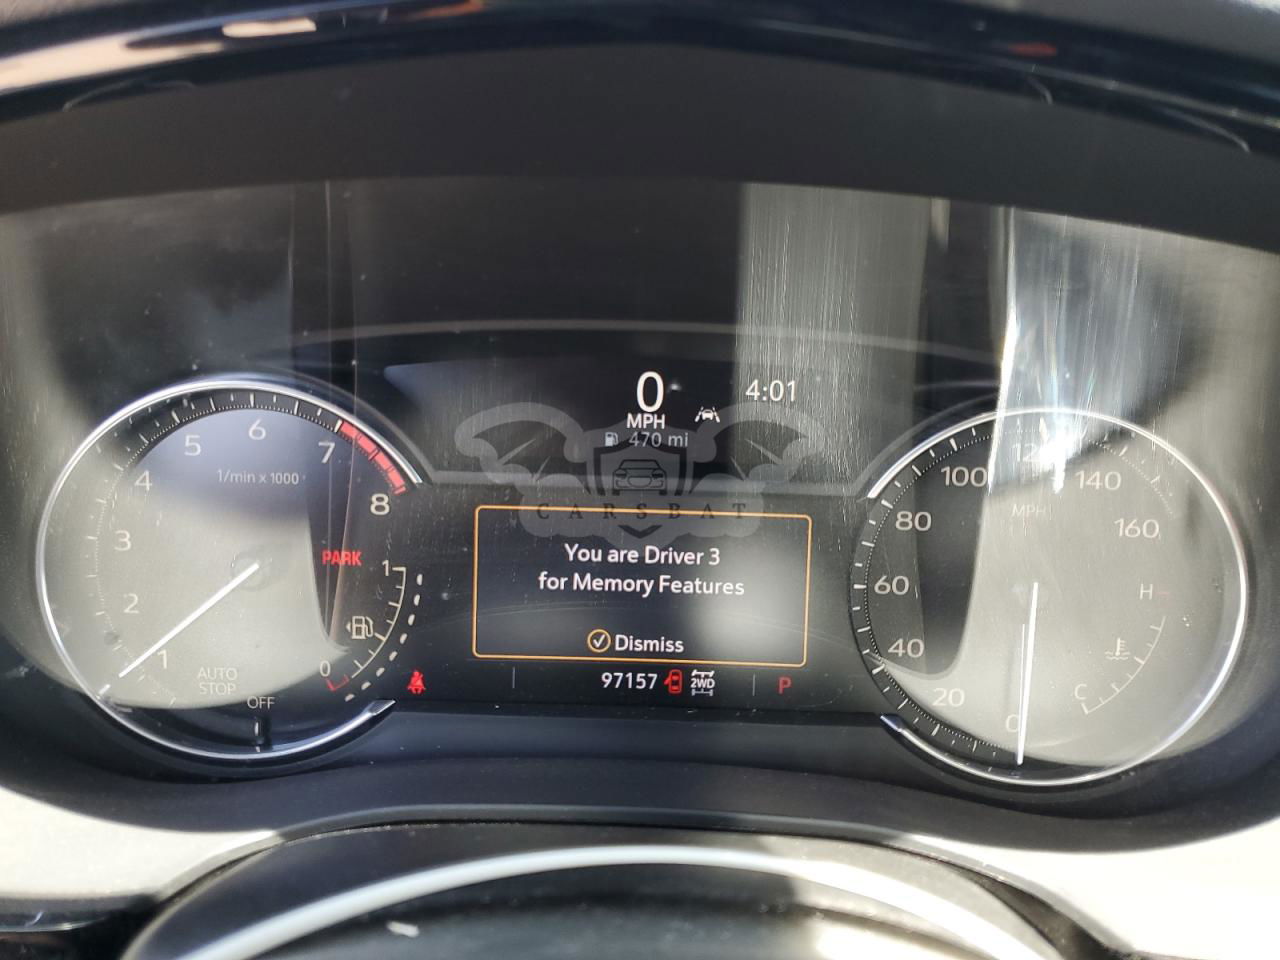 0
MPH
4:01
470 mi
CARSBAT
1
2
3
4
5
6
7
8
1/min x 1000
PARK
1
0
AUTO
STOP
OFF
You are Driver 3
for Memory Features
Dismiss
97157
2WD
P
0
20
40
60
80
100
140
160
MPH
H
C